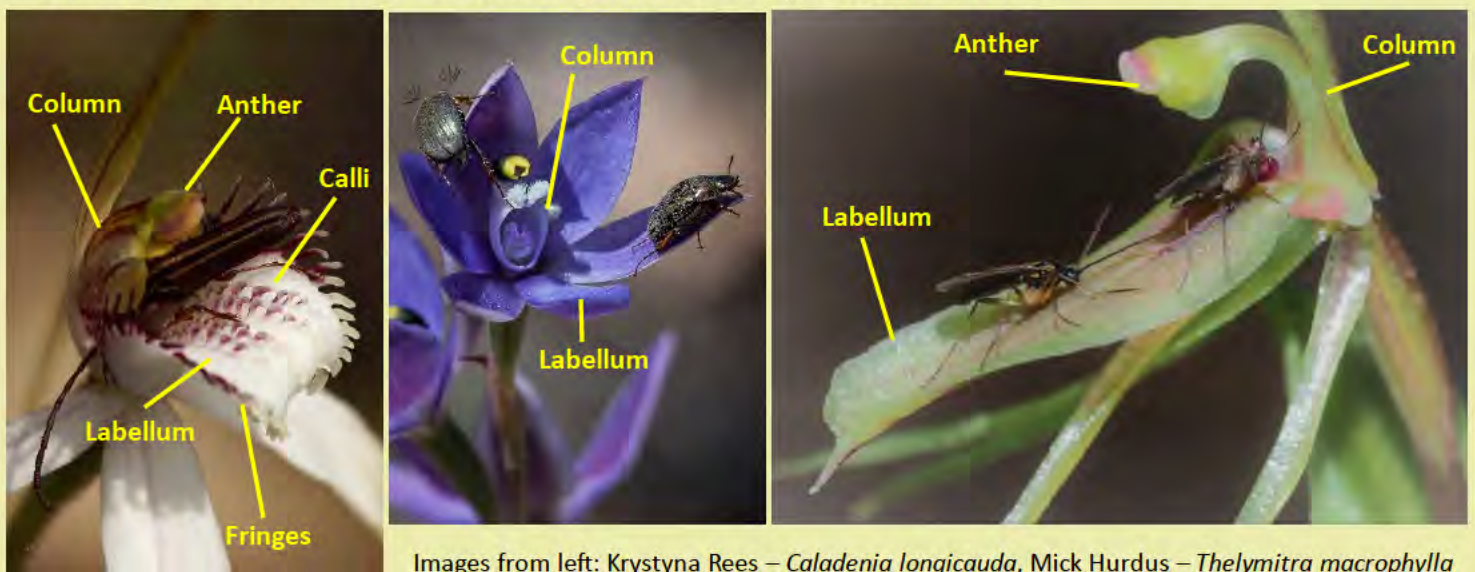 Column
Anther
Calli
Labellum
Fringes
Column
Labellum
Anther
Column
Labellum
Images from left: Krystyna Rees – Caladenia longicauda, Mick Hurdus – Thelymitra macrophylla